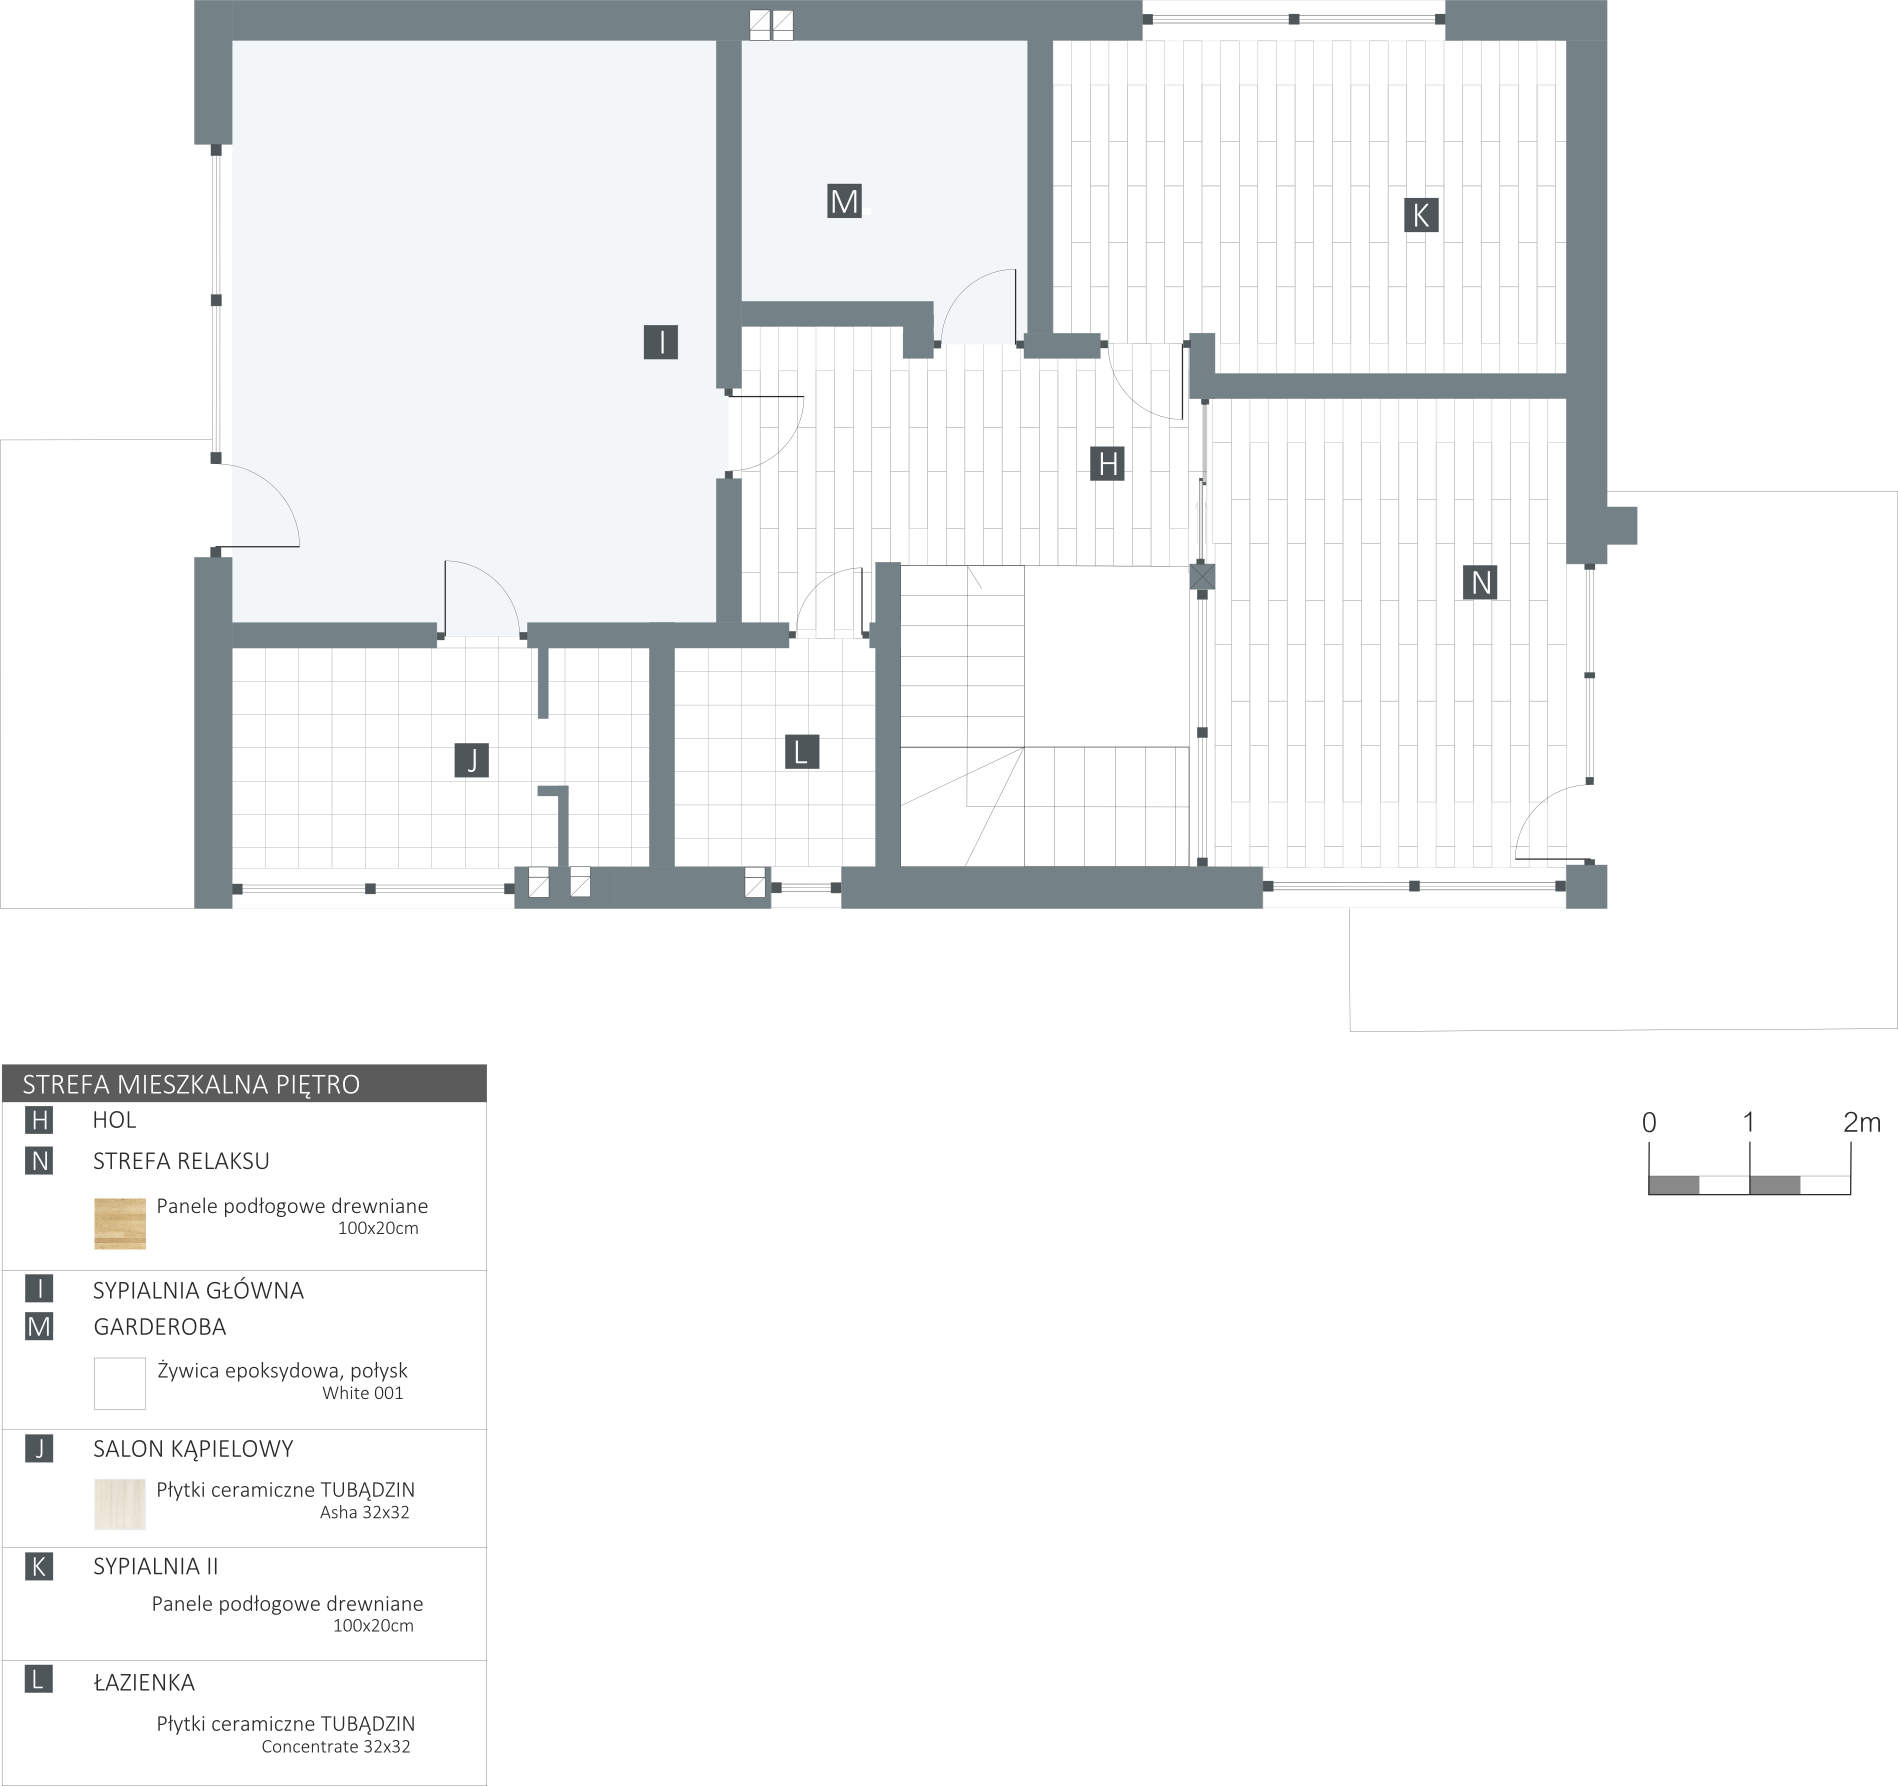 M
K
I
H
N
J
L
STREFA MIESZKALNA PIĘTRO
H HOL
N STREFA RELAKSU
Panele podłogowe drewniane
100x20cm
I SYPIALNIA GŁÓWNA
M GARDEROBA
Żywica epoksydowa, połysk
White 001
J SALON KĄPIELOWY
Płytki ceramiczne TUBĄDZIN
Asha 32x32
K SYPIALNIA II
Panele podłogowe drewniane
100x20cm
L ŁAZIENKA
Płytki ceramiczne TUBĄDZIN
Concentrate 32x32
0 1 2m